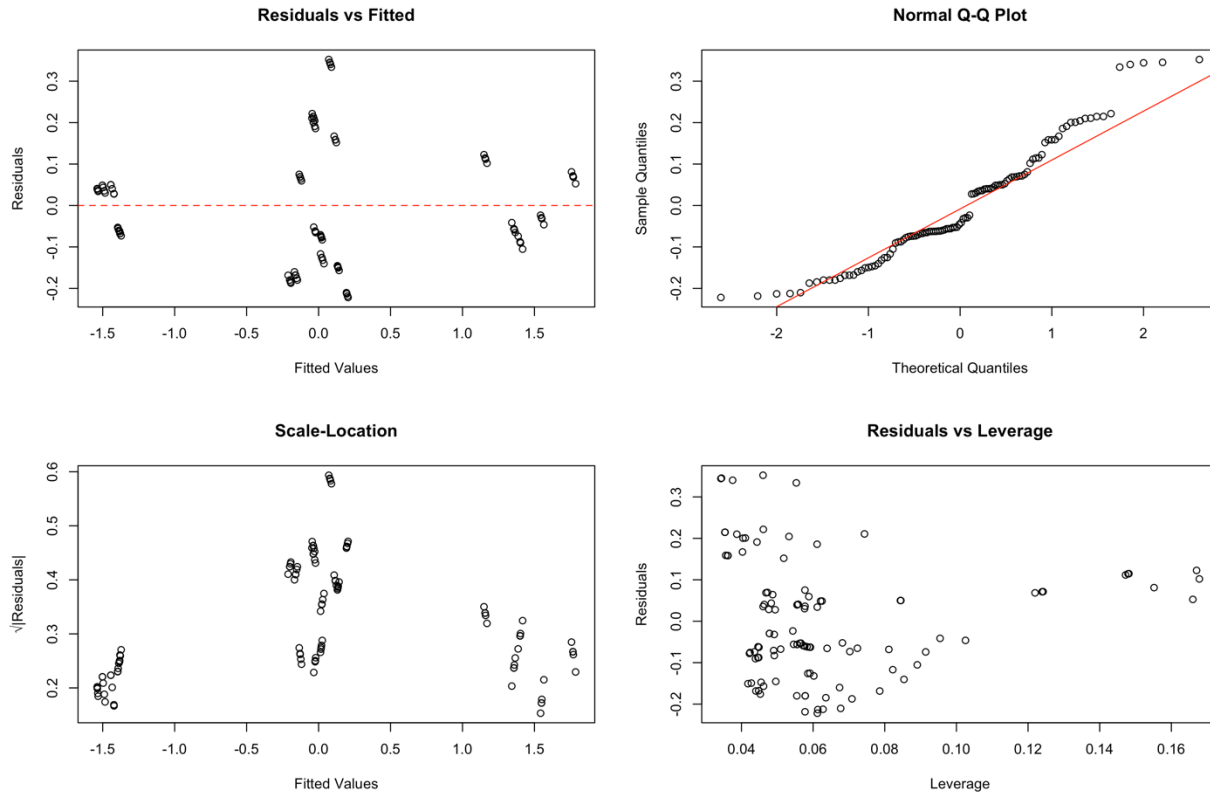 Residuals vs Fitted
Residuals
0.3
0.2
0.1
0.0
-0.1
-0.2
-1.5 -1.0 -0.5 0.0 0.5 1.0 1.5
Fitted Values
Normal Q-Q Plot
Sample Quantiles
0.3
0.2
0.1
0.0
-0.1
-0.2
-2 -1 0 1 2
Theoretical Quantiles
Scale-Location
√|Residuals|
0.6
0.5
0.4
0.3
0.2
-1.5 -1.0 -0.5 0.0 0.5 1.0 1.5
Fitted Values
Residuals vs Leverage
Residuals
0.3
0.2
0.1
0.0
-0.1
-0.2
0.04 0.06 0.08 0.10 0.12 0.14 0.16
Leverage